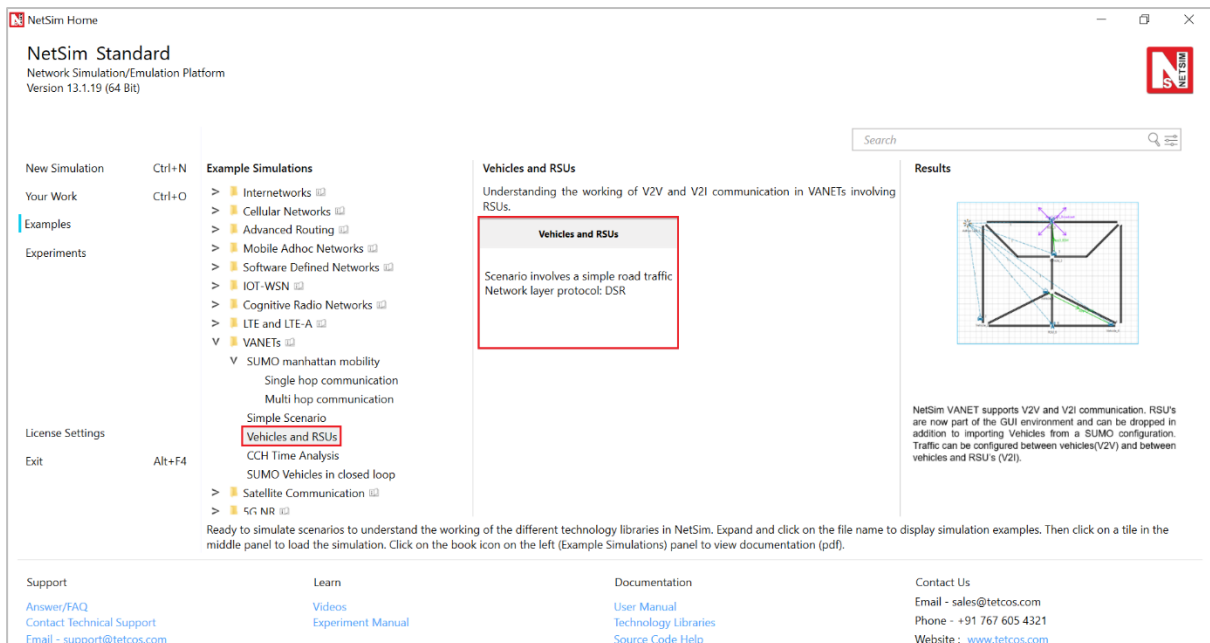 NetSim Home
NetSim Standard
Network Simulation/Emulation Platform
Version 13.1.19 (64 Bit)
NETSIM
Search
New Simulation Ctrl+N
Your Work Ctrl+O
Examples
Experiments
License Settings
Exit Alt+F4
Example Simulations
> Internetworks
> Cellular Networks
> Advanced Routing
> Mobile Adhoc Networks
> Software Defined Networks
> IOT-WSN
> Cognitive Radio Networks
> LTE and LTE-A
V VANETs
V SUMO manhattan mobility
Single hop communication
Multi hop communication
Simple Scenario
Vehicles and RSUs
CCH Time Analysis
SUMO Vehicles in closed loop
> Satellite Communication
> 5G NR
Vehicles and RSUs
Understanding the working of V2V and V2I communication in VANETs involving
RSUs.
Vehicles and RSUs
Scenario involves a simple road traffic
Network layer protocol: DSR
Results
NetSim VANET supports V2V and V2I communication. RSU's
are now part of the GUI environment and can be dropped in
addition to importing Vehicles from a SUMO configuration.
Traffic can be configured between vehicles(V2V) and between
vehicles and RSU's (V2I).
Ready to simulate scenarios to understand the working of the different technology libraries in NetSim. Expand and click on the file name to display simulation examples. Then click on a tile in the
middle panel to load the simulation. Click on the book icon on the left (Example Simulations) panel to view documentation (pdf).
Support
Answer/FAQ
Contact Technical Support
Email - support@tetcos.com
Learn
Videos
Experiment Manual
Documentation
User Manual
Technology Libraries
Source Code Help
Contact Us
Email - sales@tetcos.com
Phone - +91 767 605 4321
Website : www.tetcos.com